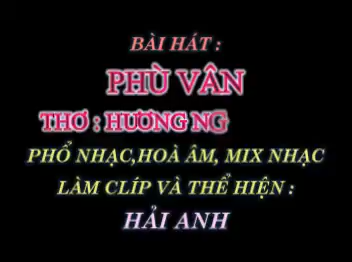 BÀI HÁT :
PHÙ VÂN
THƠ : HƯƠNG NG
PHỔ NHẠC,HOÀ ÂM, MIX NHẠC
LÀM CLÍP VÀ THỂ HIỆN :
HẢI ANH